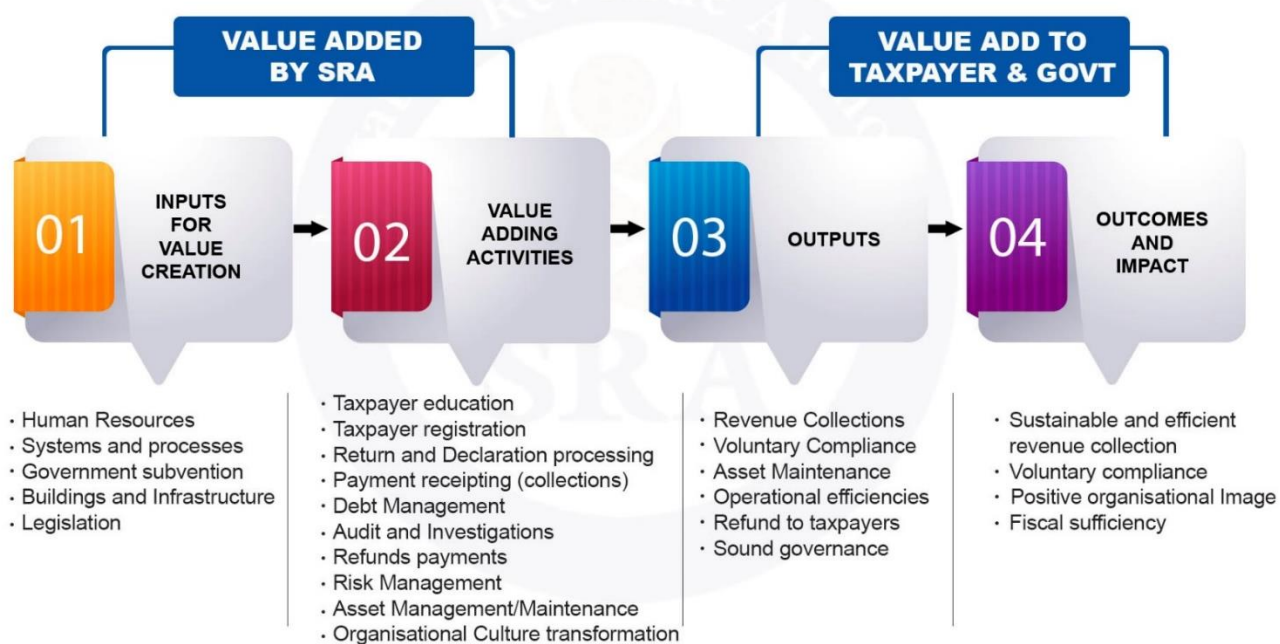 VALUE ADDED
BY SRA
VALUE ADD TO
TAXPAYER & GOVT
01
INPUTS
FOR
VALUE
CREATION
02
VALUE
ADDING
ACTIVITIES
03
OUTPUTS
04
OUTCOMES
AND
IMPACT
· Human Resources
· Systems and processes
· Government subvention
· Buildings and Infrastructure
· Legislation
· Taxpayer education
· Taxpayer registration
· Return and Declaration processing
· Payment receipting (collections)
· Debt Management
· Audit and Investigations
· Refunds payments
· Risk Management
· Asset Management/Maintenance
· Organisational Culture transformation
· Revenue Collections
· Voluntary Compliance
· Asset Maintenance
· Operational efficiencies
· Refund to taxpayers
· Sound governance
· Sustainable and efficient
revenue collection
· Voluntary compliance
· Positive organisational Image
· Fiscal sufficiency
SRA